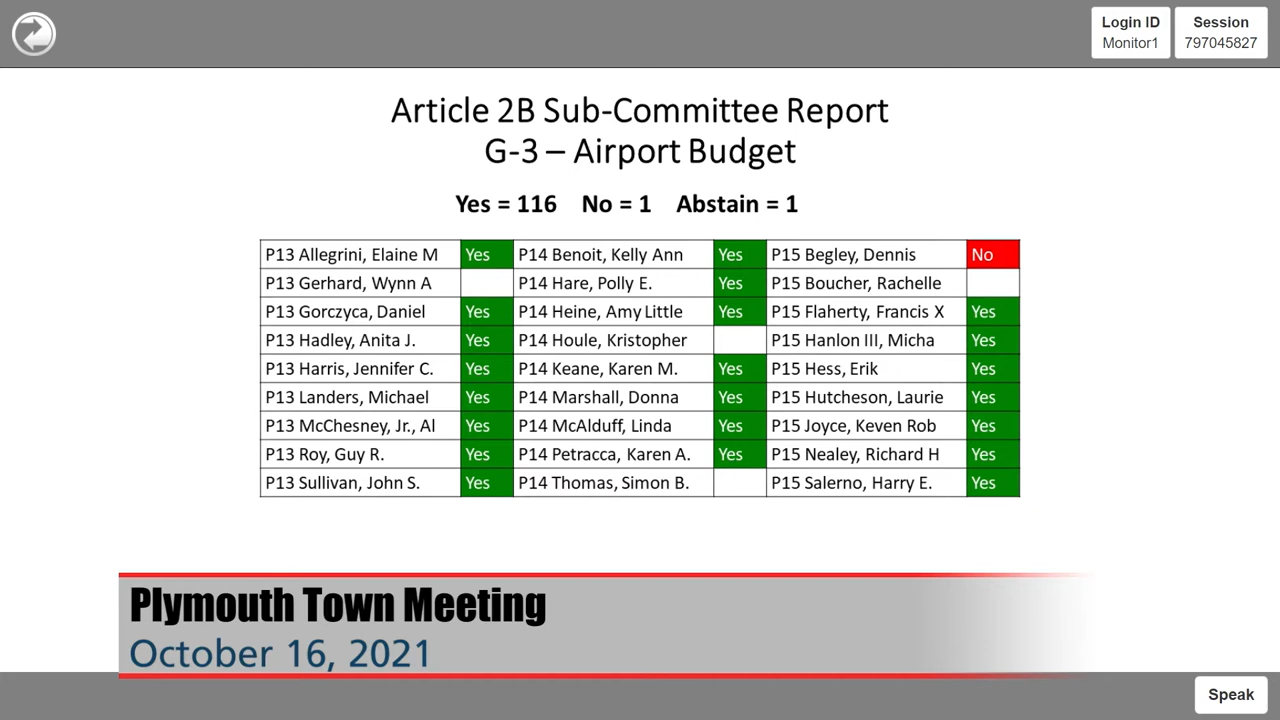 Login ID
Monitor1
Session
797045827
Article 2B Sub-Committee Report
G-3 – Airport Budget
Yes = 116 No = 1 Abstain = 1
P13 Allegrini, Elaine M Yes P14 Benoit, Kelly Ann Yes P15 Begley, Dennis No
P13 Gerhard, Wynn A P14 Hare, Polly E. Yes P15 Boucher, Rachelle
P13 Gorczyca, Daniel Yes P14 Heine, Amy Little Yes P15 Flaherty, Francis X Yes
P13 Hadley, Anita J. Yes P14 Houle, Kristopher P15 Hanlon III, Micha Yes
P13 Harris, Jennifer C. Yes P14 Keane, Karen M. Yes P15 Hess, Erik Yes
P13 Landers, Michael Yes P14 Marshall, Donna Yes P15 Hutcheson, Laurie Yes
P13 McChesney, Jr., Al Yes P14 McAlduff, Linda Yes P15 Joyce, Keven Rob Yes
P13 Roy, Guy R. Yes P14 Petracca, Karen A. Yes P15 Nealey, Richard H Yes
P13 Sullivan, John S. Yes P14 Thomas, Simon B. P15 Salerno, Harry E. Yes
Plymouth Town Meeting
October 16, 2021
Speak